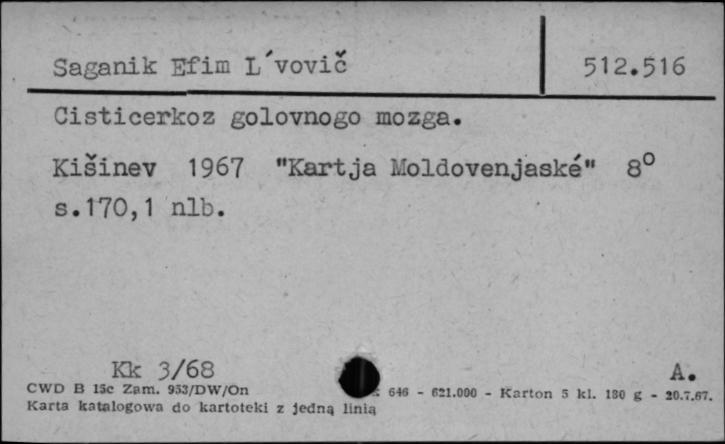 Saganik Efim L´vovič 512.516
Cisticerkoz golovnogo mozga.
Kišinev 1967 "Kartja Moldovenjaské" 8°
s.170,1 nlb.
Kk 3/68 A.
CWD B 15c Zam. 953/DW/On 646 - 621.000 - Karton 5 kl. 180 g - 20.7.67.
Karta katalogowa do kartoteki z jedną linią